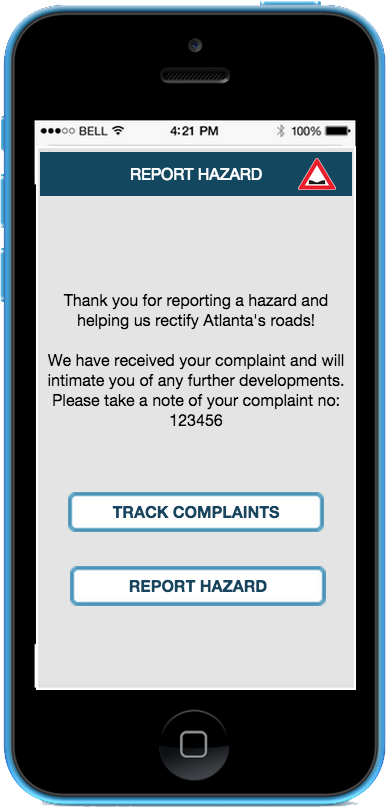 BELL 4:21 PM 100%
REPORT HAZARD
Thank you for reporting a hazard and
helping us rectify Atlanta's roads!
We have received your complaint and will
intimate you of any further developments.
Please take a note of your complaint no:
123456
TRACK COMPLAINTS
REPORT HAZARD